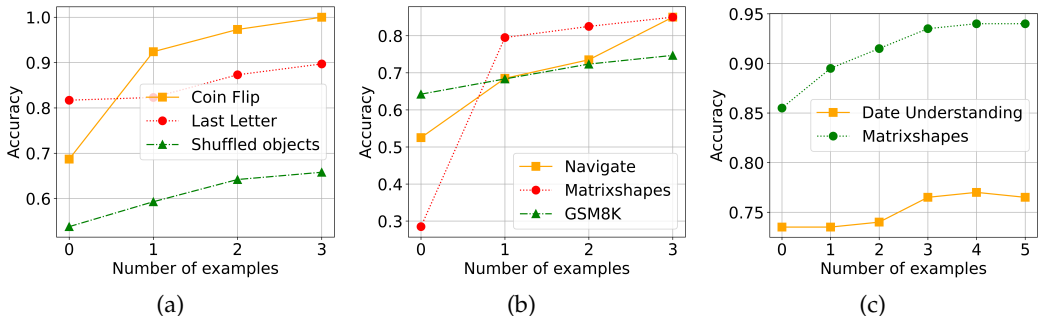 1.0
0.9
0.8
0.7
0.6
Accuracy
Coin Flip
Last Letter
Shuffled objects
0 1 2 3
Number of examples
(a)
0.8
0.7
0.6
0.5
0.4
0.3
Accuracy
Navigate
Matrixshapes
GSM8K
0 1 2 3
Number of examples
(b)
0.95
0.90
0.85
0.80
0.75
Accuracy
Date Understanding
Matrixshapes
0 1 2 3 4 5
Number of examples
(c)